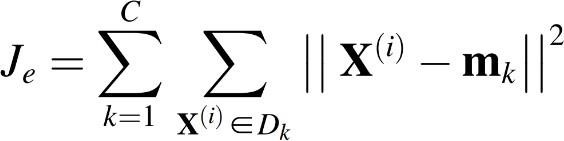 $J_e = \sum_{k=1}^{C} \sum_{\mathbf{X}^{(i)} \in D_k} \left|\left| \mathbf{X}^{(i)} - \mathbf{m}_k \right|\right|^2$